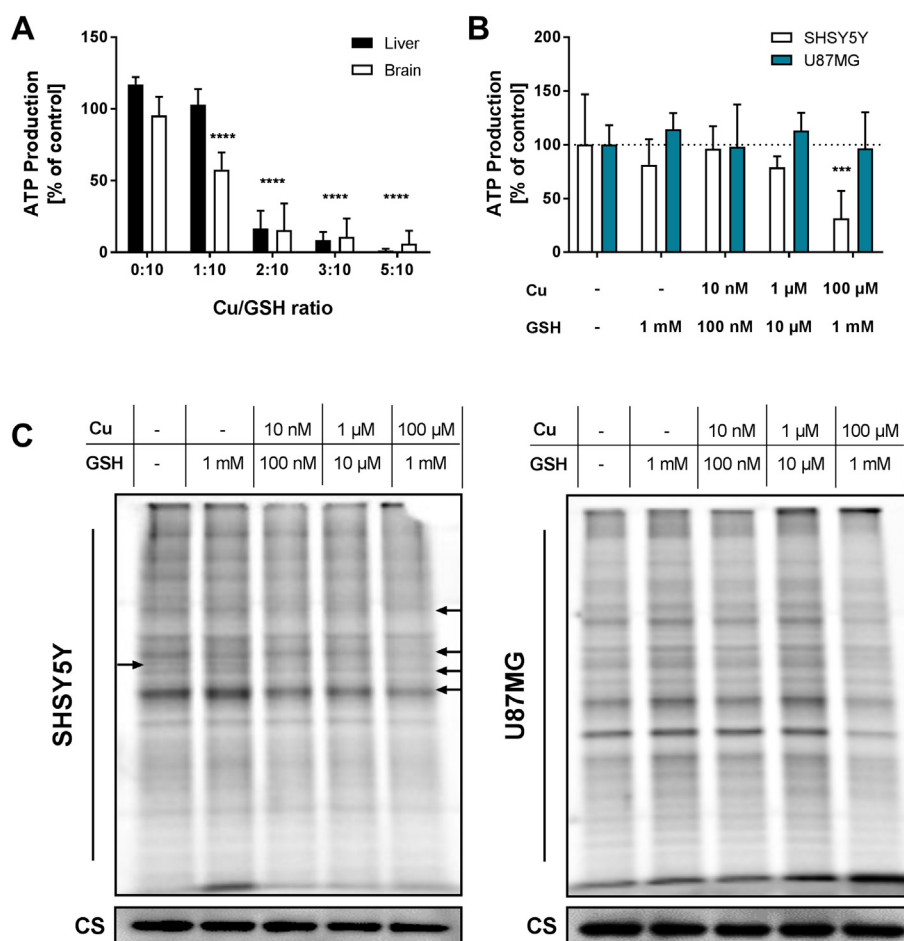 A
ATP Production
[% of control]
150
100
50
0
Liver
Brain
****
****
****
****
0:10
1:10
2:10
3:10
5:10
Cu/GSH ratio
B
ATP Production
[% of control]
200
150
100
50
0
SHSY5Y
U87MG
***
Cu - - 10 nM 1 µM 100 µM
GSH - 1 mM 100 nM 10 µM 1 mM
C
Cu - - 10 nM 1 µM 100 µM
GSH - 1 mM 100 nM 10 µM 1 mM
SHSY5Y
CS
Cu - - 10 nM 1 µM 100 µM
GSH - 1 mM 100 nM 10 µM 1 mM
U87MG
CS